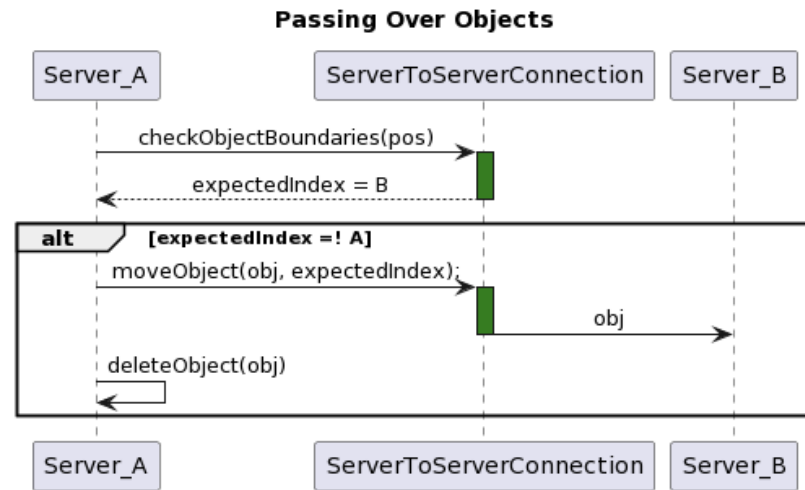 Passing Over Objects
Server_A ServerToServerConnection Server_B
checkObjectBoundaries(pos)
expectedIndex = B
alt [expectedIndex =! A]
moveObject(obj, expectedIndex);
obj
deleteObject(obj)
Server_A ServerToServerConnection Server_B